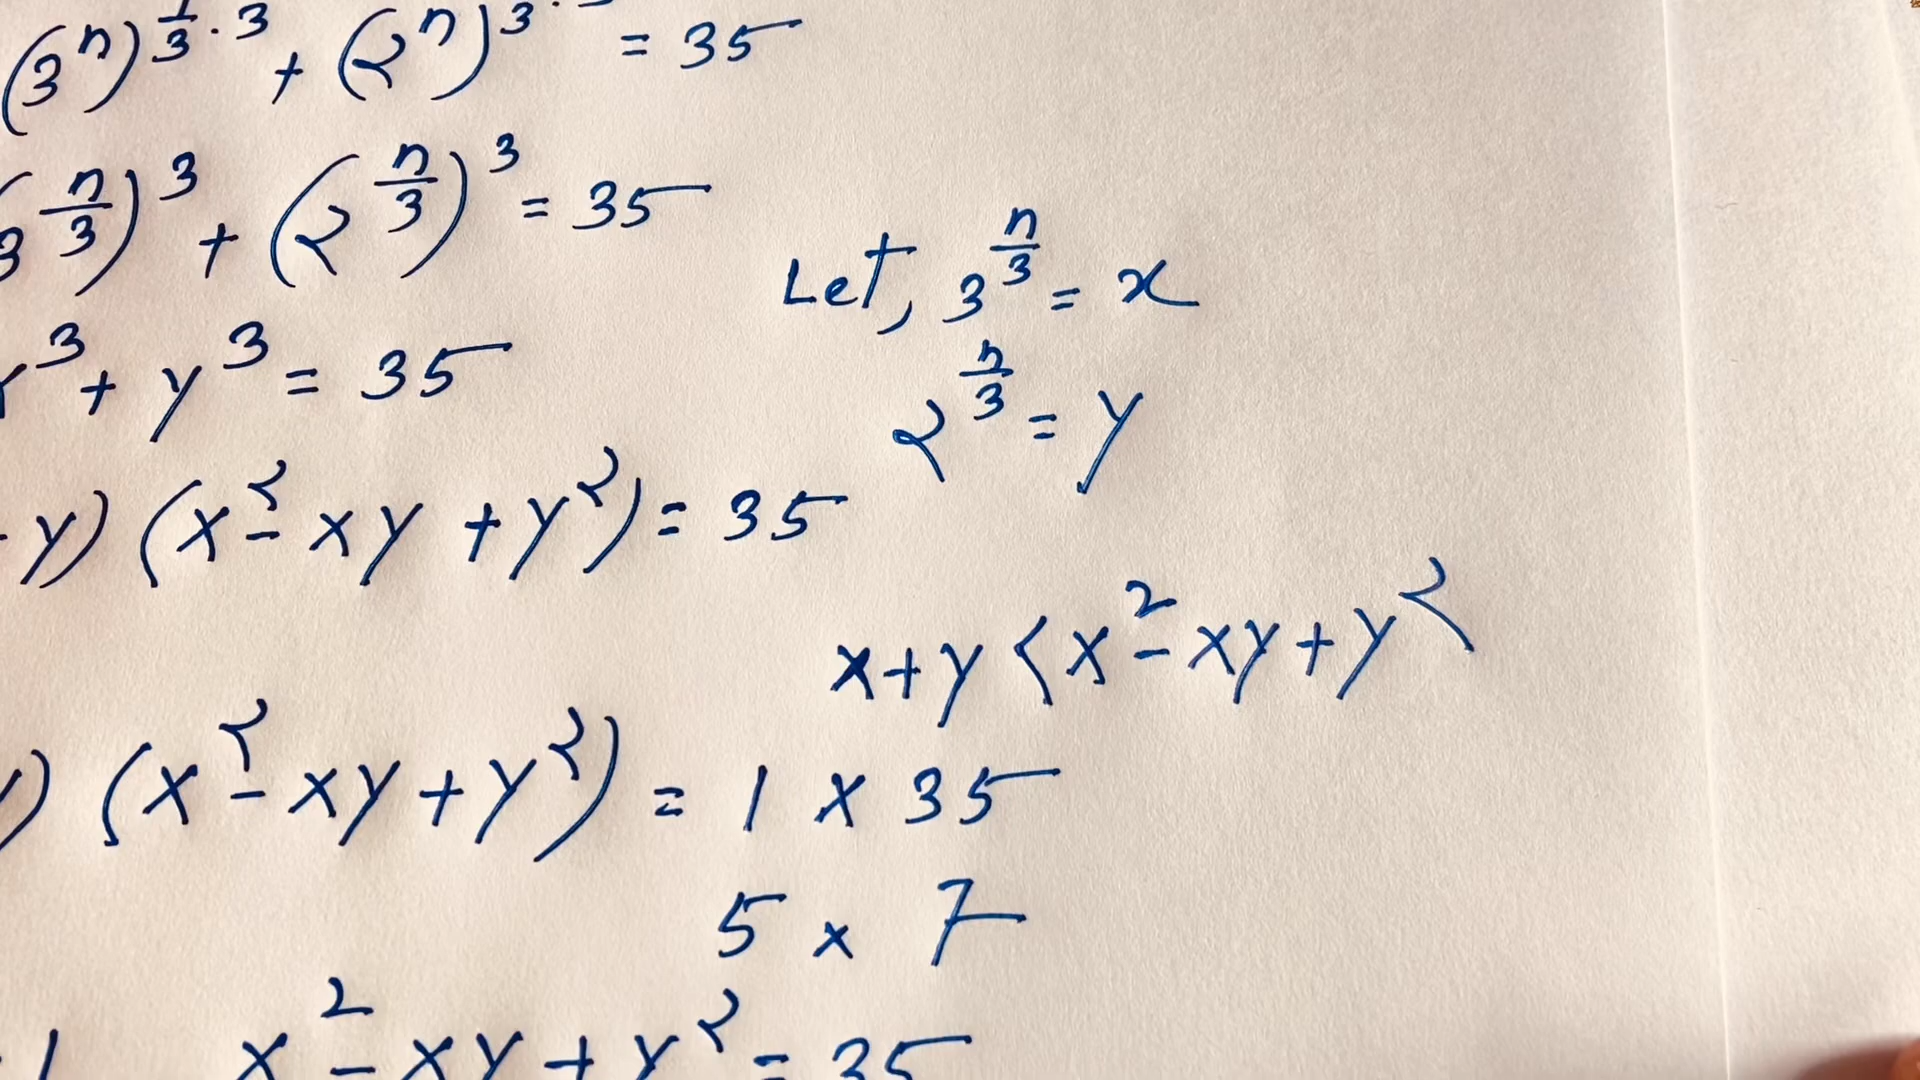 (3^n)^{1/3 · 3} + (2^n)^{3 ·} = 35
3^{n/3})^3 + (2^{n/3})^3 = 35
Let, 3^{n/3} = x
x^3 + y^3 = 35
2^{n/3} = y
y) (x^2 - xy + y^2) = 35
x+y < x^2 - xy + y^2
) (x^2 - xy + y^2) = 1 × 35
5 × 7
1 x^2 - xy + y^2 = 35